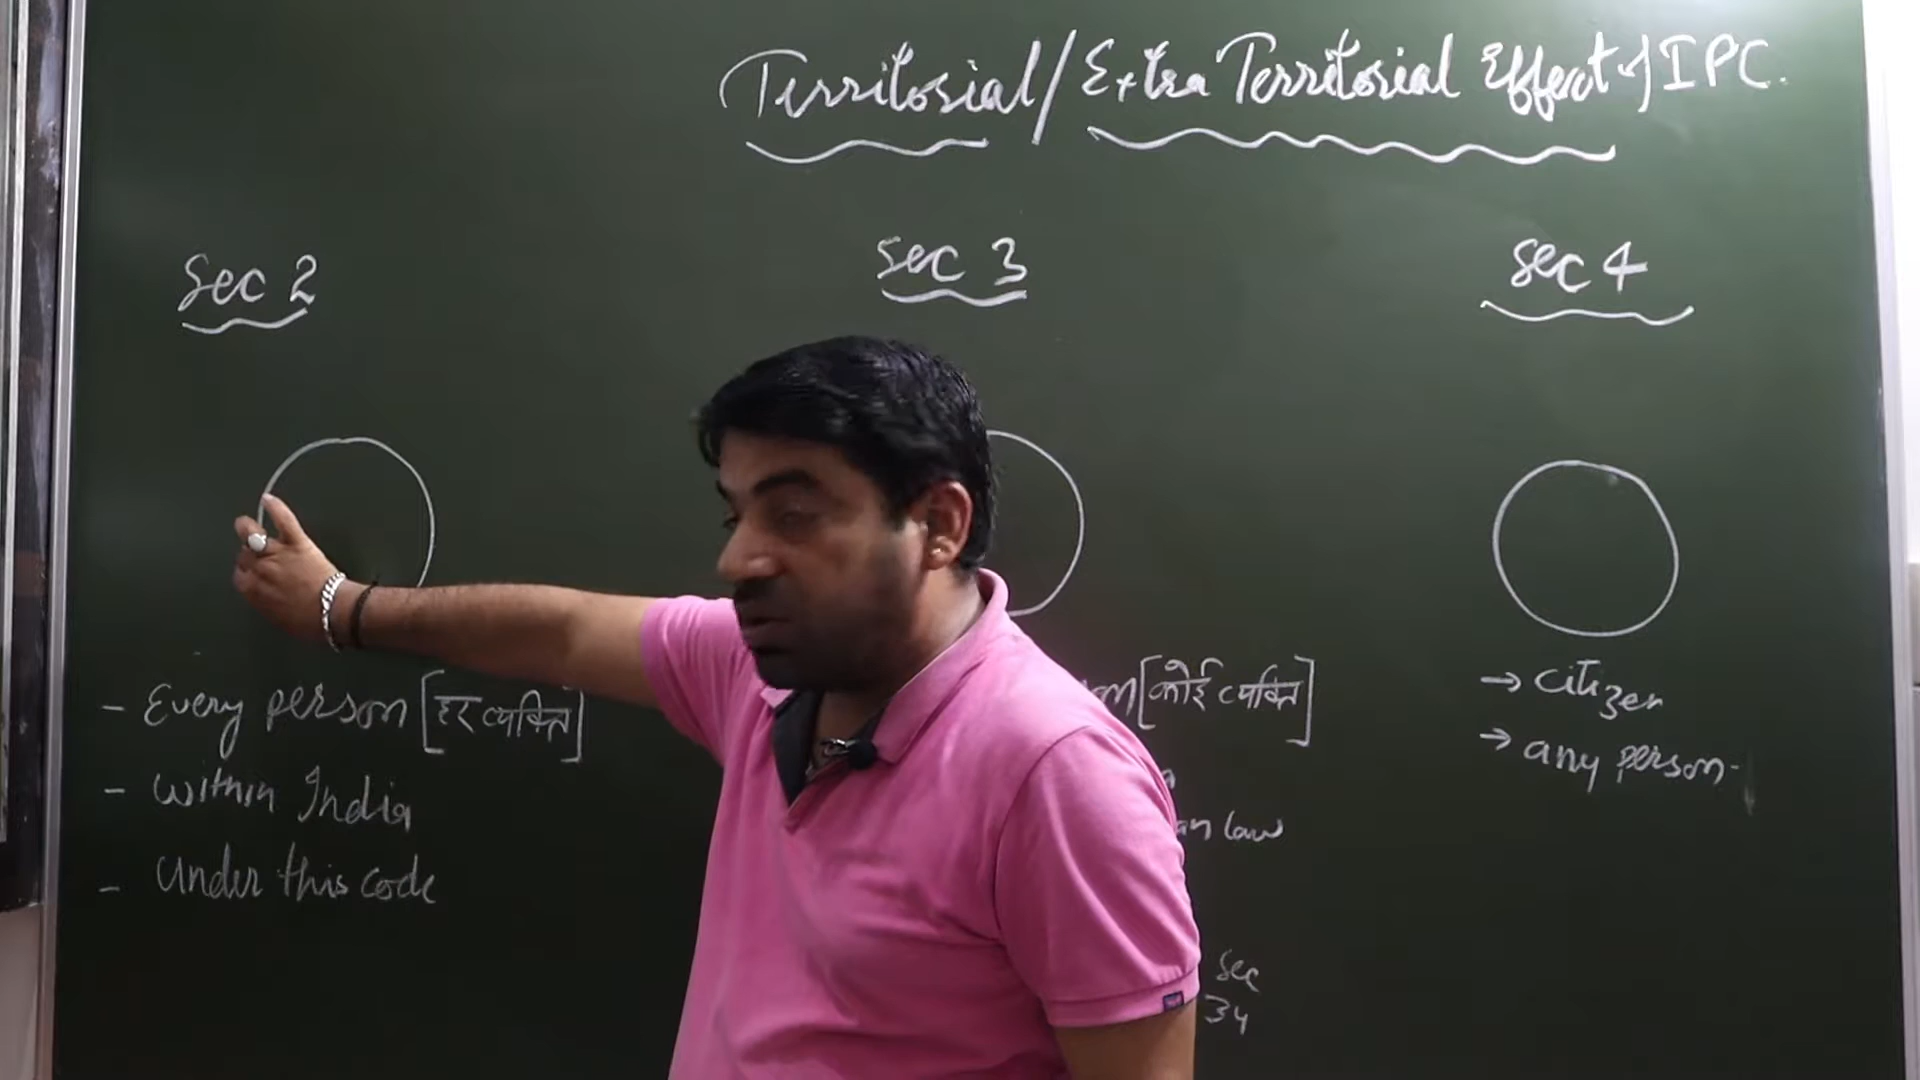 Territorial/Extra Territorial Effect of IPC.
Sec 2
Sec 3
Sec 4
- Every person [हर व्यक्ति]
- within India
- Under this code
[कोई व्यक्ति]
law
Sec
34
→ citizen
→ any person-